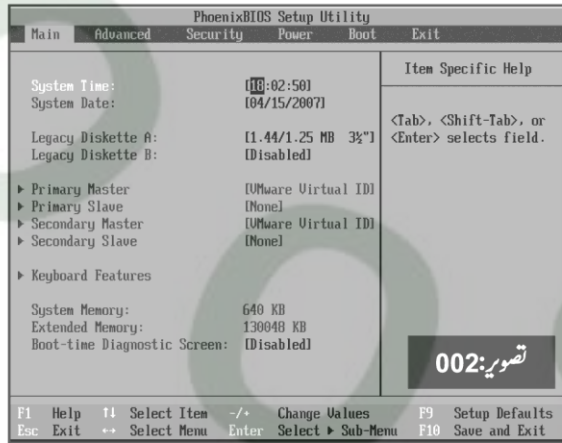 PhoenixBIOS Setup Utility
Main Advanced Security Power Boot Exit
Item Specific Help
System Time: [18:02:50]
System Date: [04/15/2007]
<Tab>, <Shift-Tab>, or
<Enter> selects field.
Legacy Diskette A: [1.44/1.25 MB 3½"]
Legacy Diskette B: [Disabled]
▶ Primary Master [VMware Virtual ID]
▶ Primary Slave [None]
▶ Secondary Master [VMware Virtual ID]
▶ Secondary Slave [None]
▶ Keyboard Features
System Memory: 640 KB
Extended Memory: 130048 KB
Boot-time Diagnostic Screen: [Disabled]
تصویر:002
F1 Help ↑↓ Select Item -/+ Change Values F9 Setup Defaults
Esc Exit ↔ Select Menu Enter Select ▶ Sub-Menu F10 Save and Exit